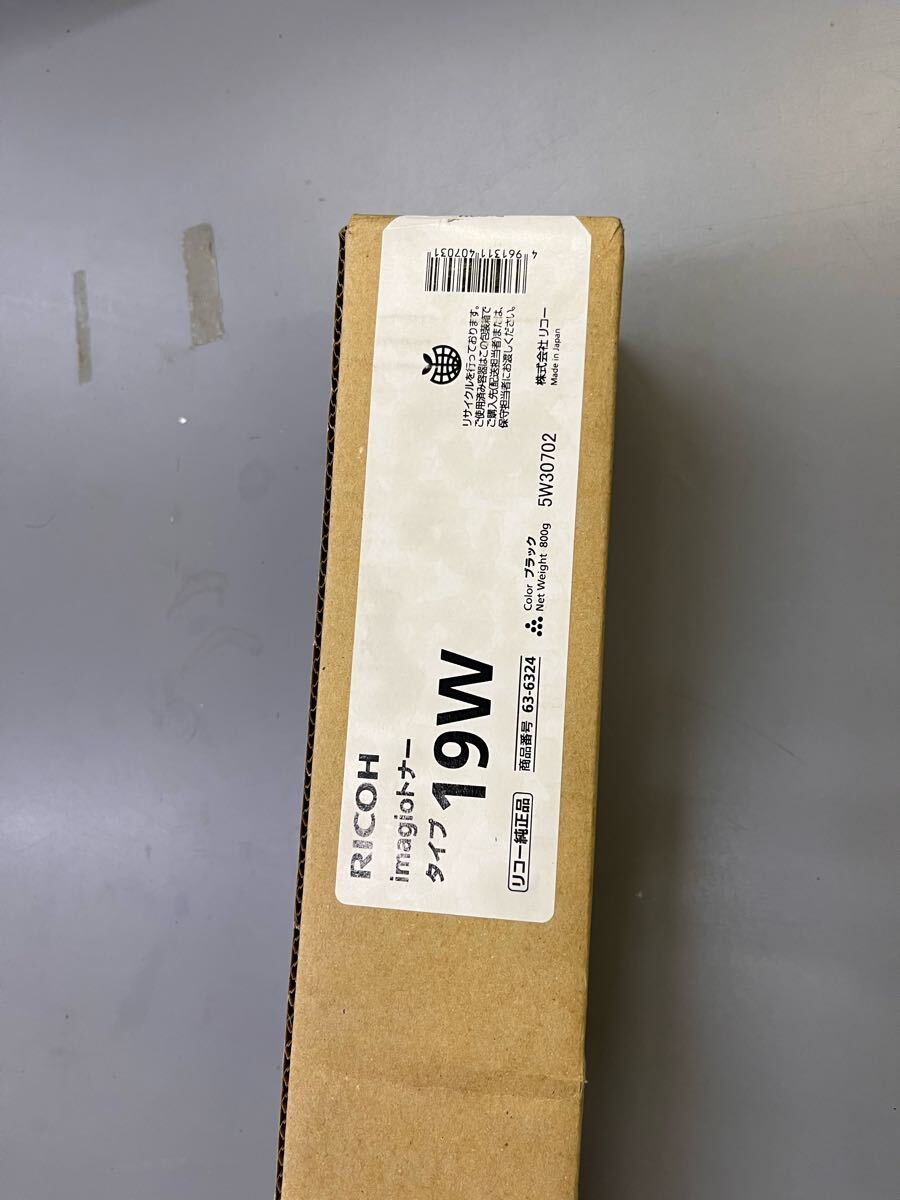 RICOH
imagioトナー
タイプ 19W
リコー純正品
商品番号 63-6324
Color ブラック
Net Weight 800g
5W30702
リサイクルを行っております。
ご使用済み容器はこの包装箱で
ご購入先(配送担当者)または、
保守担当者にお渡しください。
株式会社 リコー
Made in Japan
4 961311 407031